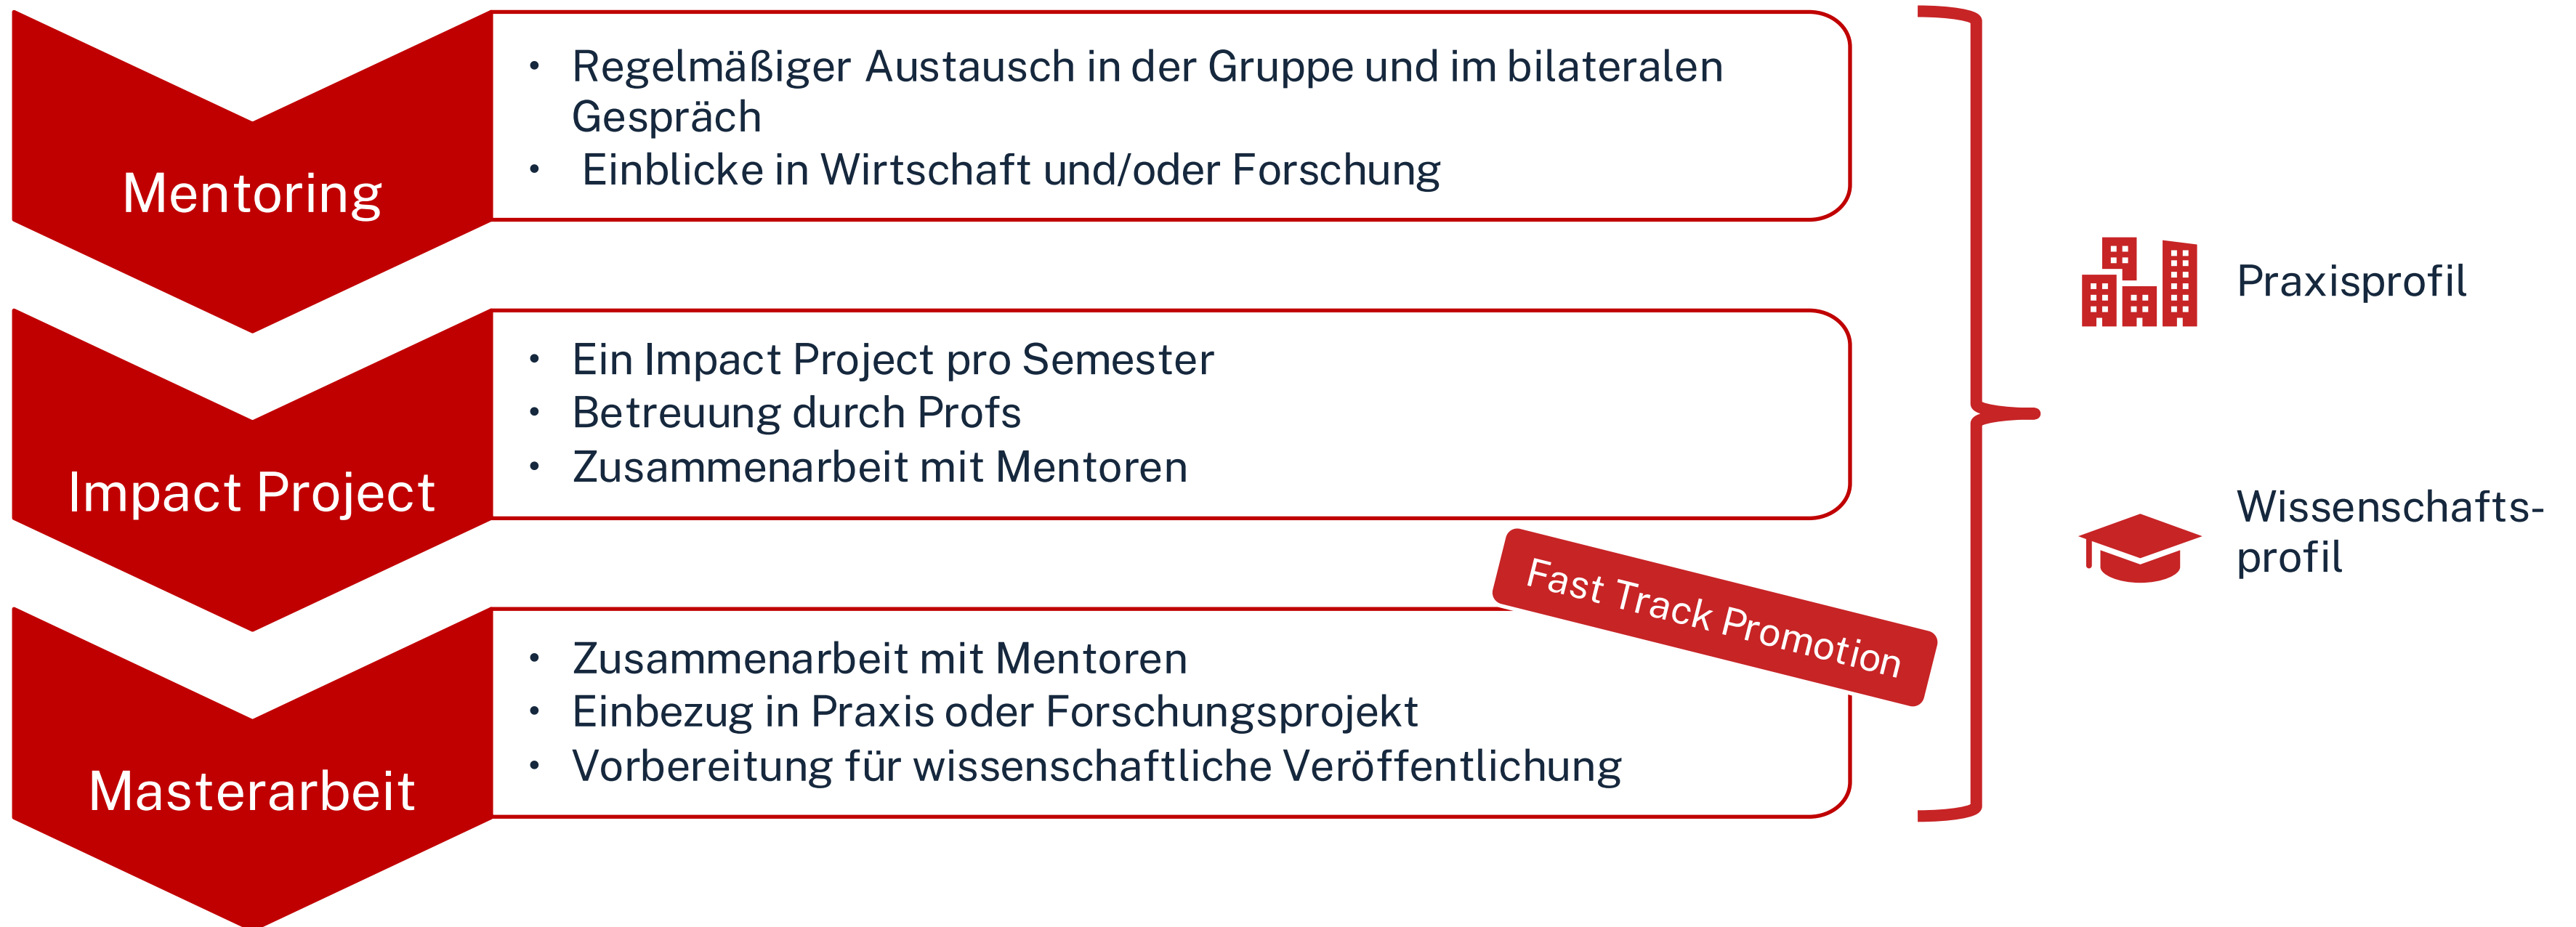 Mentoring
• Regelmäßiger Austausch in der Gruppe und im bilateralen
Gespräch
• Einblicke in Wirtschaft und/oder Forschung
Impact Project
• Ein Impact Project pro Semester
• Betreuung durch Profs
• Zusammenarbeit mit Mentoren
Fast Track Promotion
Masterarbeit
• Zusammenarbeit mit Mentoren
• Einbezug in Praxis oder Forschungsprojekt
• Vorbereitung für wissenschaftliche Veröffentlichung
Praxisprofil
Wissenschafts-
profil